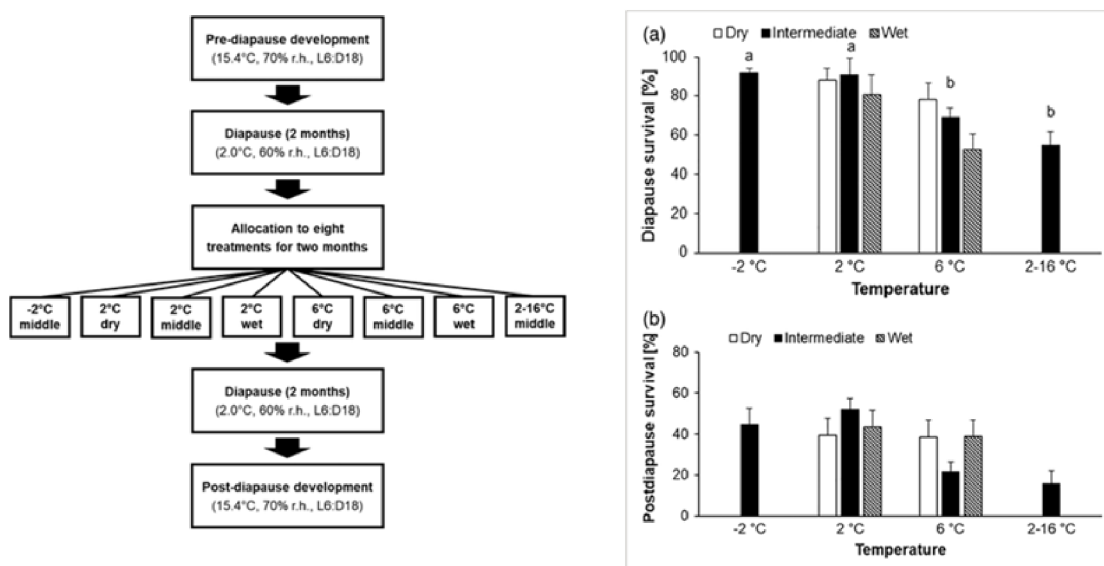 Pre-diapause development
(15.4°C, 70% r.h., L6:D18)
Diapause (2 months)
(2.0°C, 60% r.h., L6:D18)
Allocation to eight
treatments for two months
-2°C
middle
2°C
dry
2°C
middle
2°C
wet
6°C
dry
6°C
middle
6°C
wet
2-16°C
middle
Diapause (2 months)
(2.0°C, 60% r.h., L6:D18)
Post-diapause development
(15.4°C, 70% r.h., L6:D18)
(a)
Dry Intermediate Wet
Diapause survival [%]
100
80
60
40
20
0
a
a
b
b
-2 °C 2 °C 6 °C 2-16 °C
Temperature
(b)
Dry Intermediate Wet
Postdiapause survival [%]
80
60
40
20
0
-2 °C 2 °C 6 °C 2-16 °C
Temperature